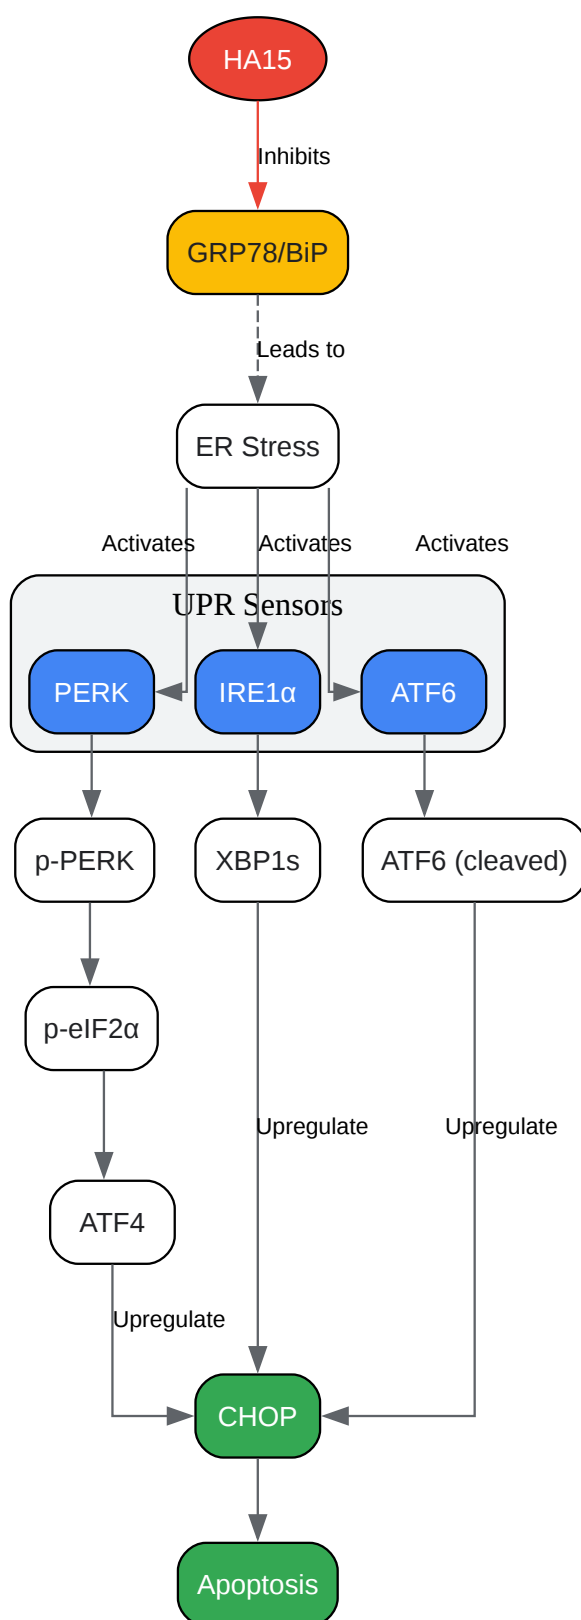 HA15
Inhibits
GRP78/BiP
Leads to
ER Stress
Activates
Activates
Activates
UPR Sensors
PERK
IRE1α
ATF6
p-PERK
XBP1s
ATF6 (cleaved)
p-eIF2α
Upregulate
Upregulate
ATF4
Upregulate
CHOP
Apoptosis